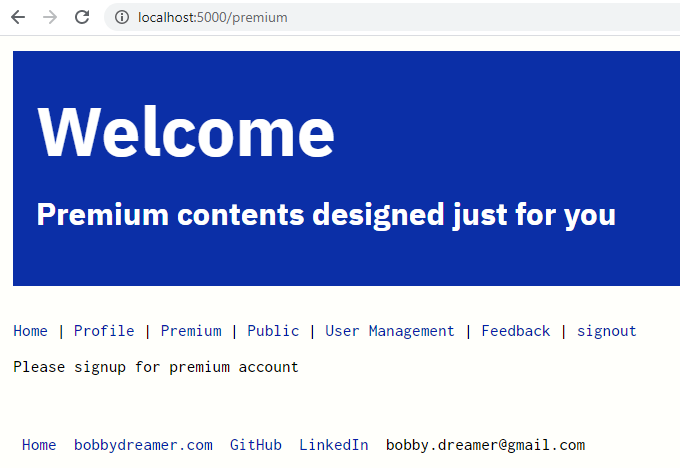 localhost:5000/premium
Welcome
Premium contents designed just for you
Home | Profile | Premium | Public | User Management | Feedback | signout
Please signup for premium account
Home bobbydreamer.com GitHub LinkedIn bobby.dreamer@gmail.com